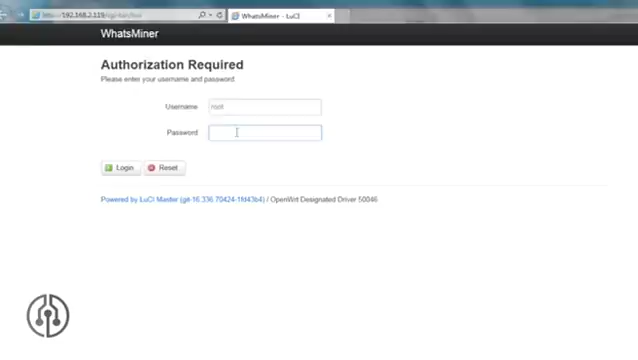 192.168.2.119/cgi-bin/luci
WhatsMiner - LuCI
WhatsMiner
Authorization Required
Please enter your username and password.
Username root
Password
Login Reset
Powered by LuCI Master (git-16.336.70424-1fd43b4) / OpenWrt Designated Driver 50046